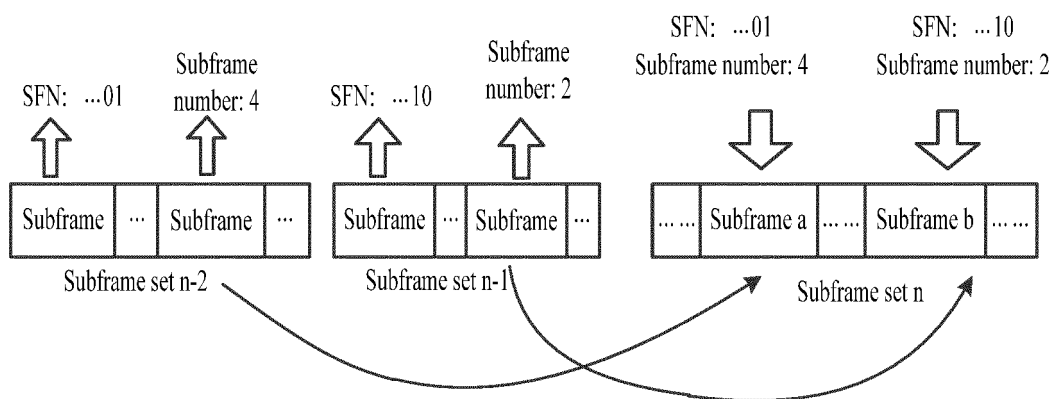 SFN: ...01
Subframe
number: 4
SFN: ...10
Subframe
number: 2
SFN: ...01
Subframe number: 4
SFN: ...10
Subframe number: 2
Subframe
...
Subframe
...
Subframe
...
Subframe
...
... ...
Subframe a
... ...
Subframe b
... ...
Subframe set n-2
Subframe set n-1
Subframe set n